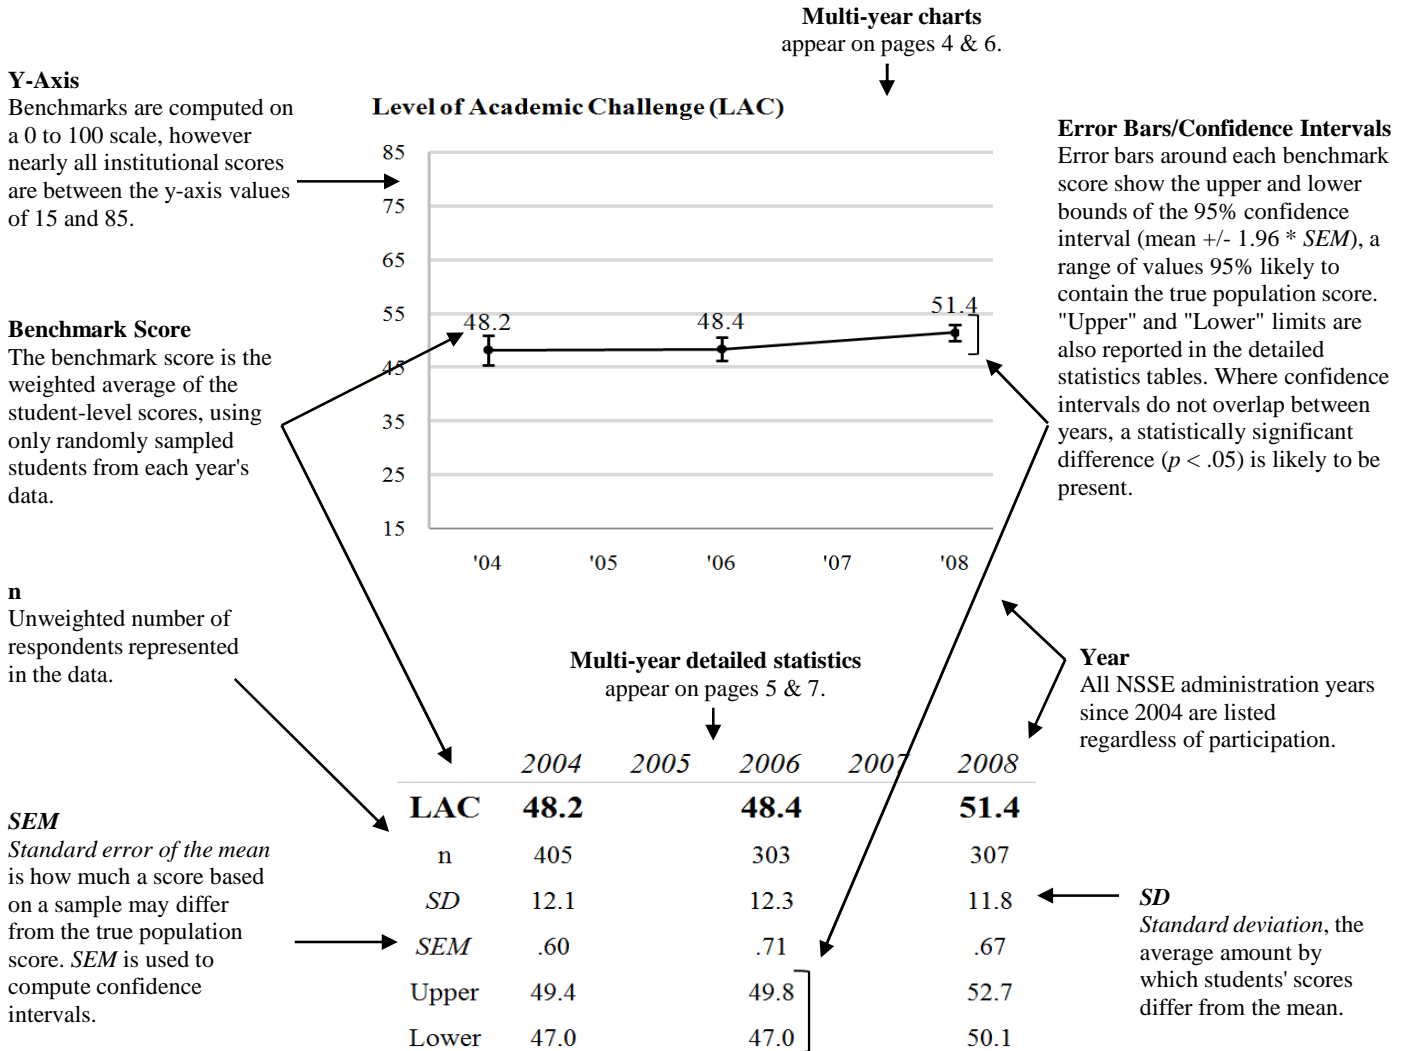 Multi-year charts
appear on pages 4 & 6.
Y-Axis
Benchmarks are computed on
a 0 to 100 scale, however
nearly all institutional scores
are between the y-axis values
of 15 and 85.
Level of Academic Challenge (LAC)
85
75
65
55
45
35
25
15
48.2
48.4
51.4
'04 '05 '06 '07 '08
Error Bars/Confidence Intervals
Error bars around each benchmark
score show the upper and lower
bounds of the 95% confidence
interval (mean +/- 1.96 * SEM), a
range of values 95% likely to
contain the true population score.
"Upper" and "Lower" limits are
also reported in the detailed
statistics tables. Where confidence
intervals do not overlap between
years, a statistically significant
difference (p < .05) is likely to be
present.
Benchmark Score
The benchmark score is the
weighted average of the
student-level scores, using
only randomly sampled
students from each year's
data.
n
Unweighted number of
respondents represented
in the data.
Multi-year detailed statistics
appear on pages 5 & 7.
Year
All NSSE administration years
since 2004 are listed
regardless of participation.
2004 2005 2006 2007 2008
LAC 48.2 48.4 51.4
n 405 303 307
SD 12.1 12.3 11.8
SEM .60 .71 .67
Upper 49.4 49.8 52.7
Lower 47.0 47.0 50.1
SEM
Standard error of the mean
is how much a score based
on a sample may differ
from the true population
score. SEM is used to
compute confidence
intervals.
SD
Standard deviation, the
average amount by
which students' scores
differ from the mean.